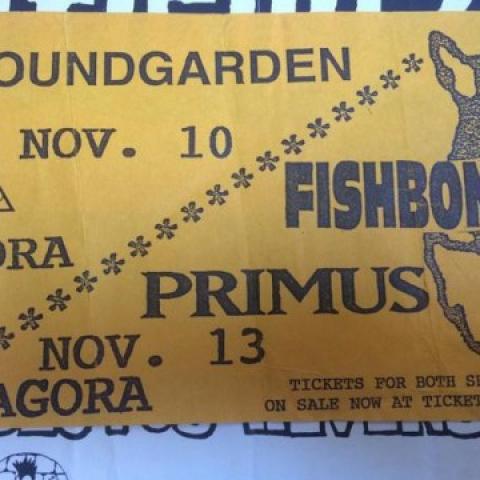 OUNDGARDEN
NOV. 10
ORA
FISHBON
PRIMUS
NOV. 13
AGORA
TICKETS FOR BOTH S
ON SALE NOW AT TICKET